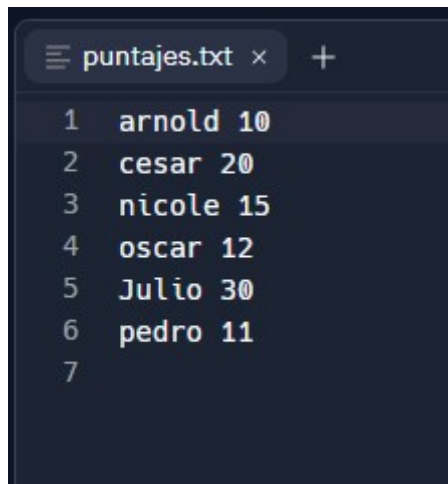 puntajes.txt × +
1 arnold 10
2 cesar 20
3 nicole 15
4 oscar 12
5 Julio 30
6 pedro 11
7